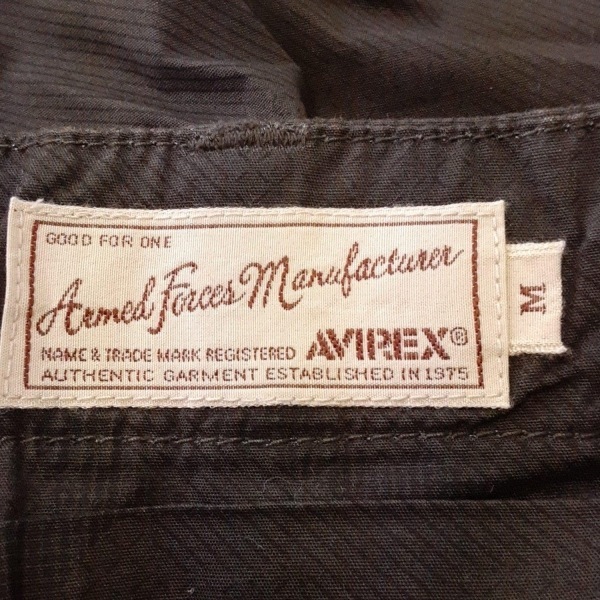 GOOD FOR ONE
Armed Forces Manufacturer
NAME & TRADE MARK REGISTERED AVIREX®
AUTHENTIC GARMENT ESTABLISHED IN 1975
M